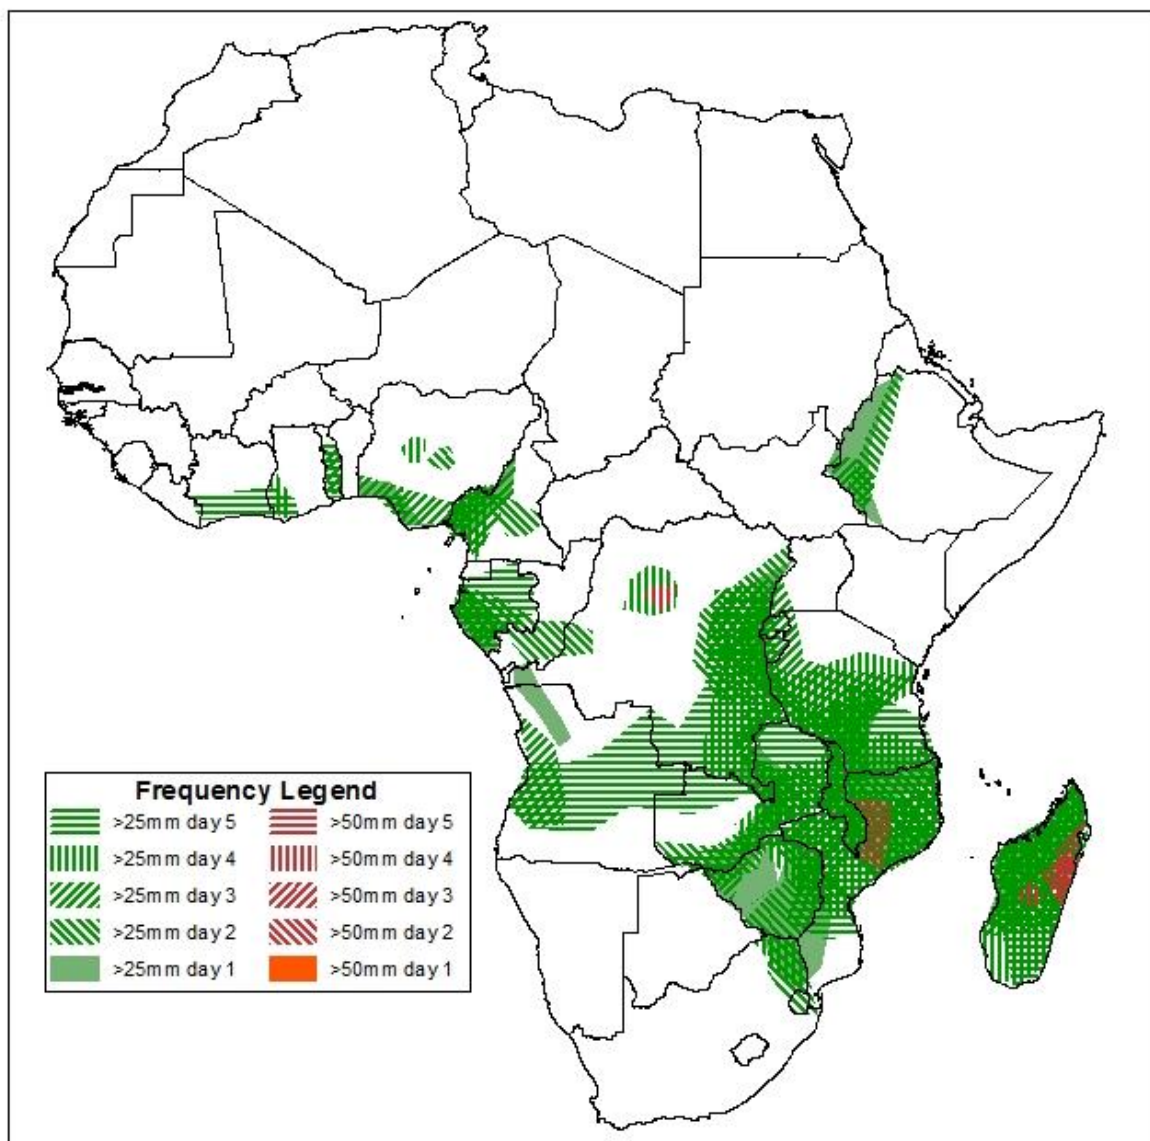 Frequency Legend
>25mm day 5 >50mm day 5
>25mm day 4 >50mm day 4
>25mm day 3 >50mm day 3
>25mm day 2 >50mm day 2
>25mm day 1 >50mm day 1